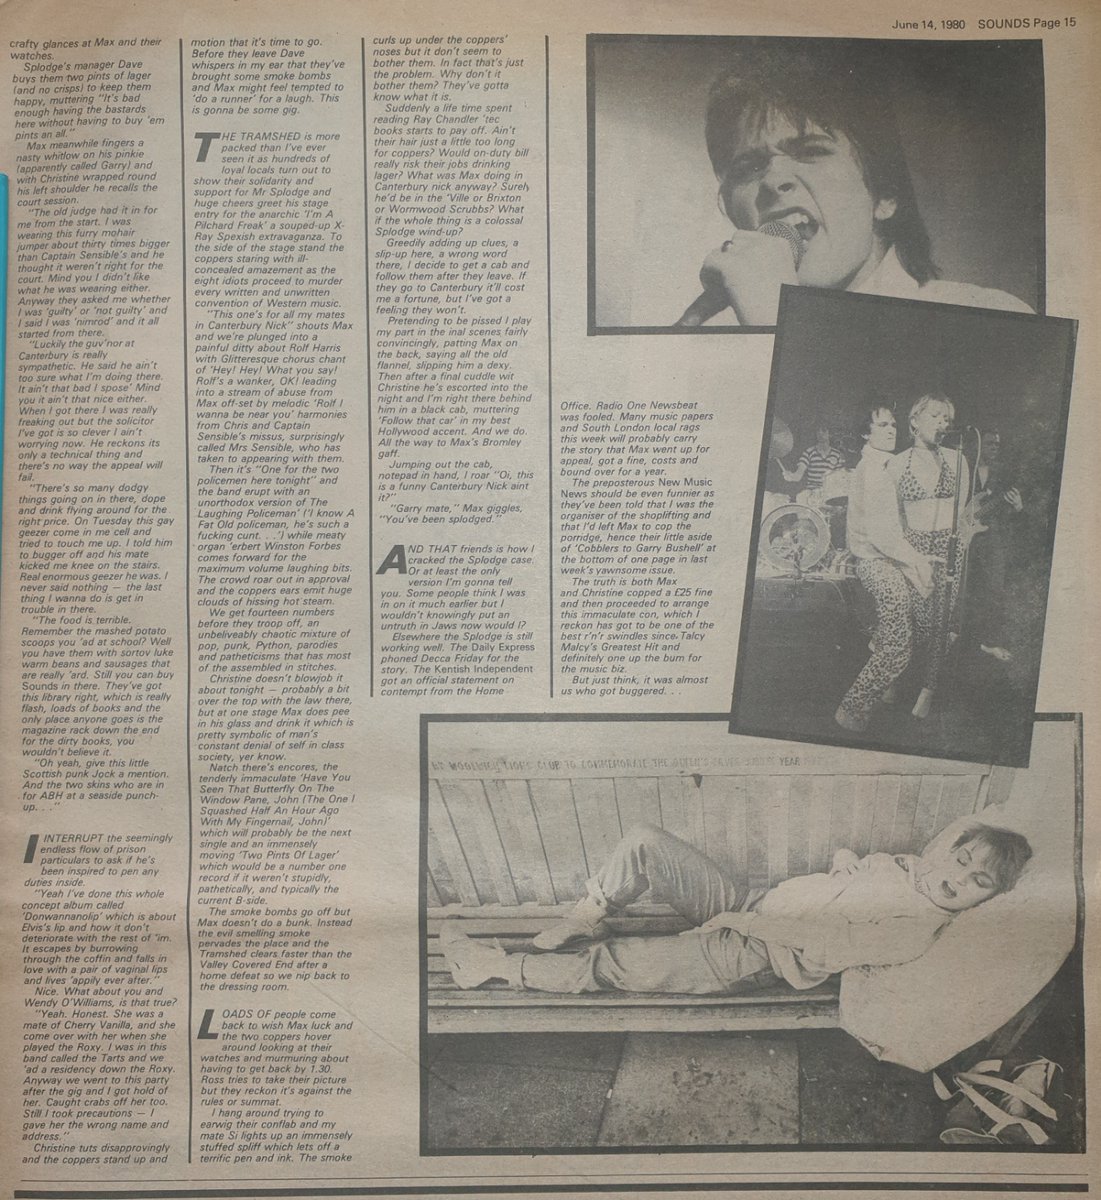 June 14, 1980 SOUNDS Page 15
crafty glances at Max and their
watches.
Splodge's manager Dave
buys them two pints of lager
(and no crisps) to keep them
happy, muttering "It's bad
enough having the bastards
here without having to buy 'em
pints an all."
Max meanwhile fingers a
nasty whitlow on his pinkie
(apparently called Garry) and
with Christine wrapped round
his left shoulder he recalls the
court session.
"The old judge had it in for
me from the start. I was
wearing this furry mohair
jumper about thirty times bigger
than Captain Sensible's and he
thought it weren't right for the
court. Mind you I didn't like
what he was wearing either.
Anyway they asked me whether
I was 'guilty' or 'not guilty' and
I said I was 'nimrod' and it all
started from there.
"Luckily the guv'nor at
Canterbury is really
sympathetic. He said he ain't
too sure what I'm doing there.
It ain't that bad I spose' Mind
you it ain't that nice either.
When I got there I was really
freaking out but the solicitor
I've got is so clever I ain't
worrying now. He reckons its
only a technical thing and
there's no way the appeal will
fail.
"There's so many dodgy
things going on in there, dope
and drink flying around for the
right price. On Tuesday this gay
geezer come in me cell and
tried to touch me up. I told him
to bugger off and his mate
kicked me knee on the stairs.
Real enormous geezer he was. I
never said nothing — the last
thing I wanna do is get in
trouble in there.
"The food is terrible.
Remember the mashed potato
scoops you 'ad at school? Well
you have them with sortov luke
warm beans and sausages that
are really 'ard. Still you can buy
Sounds in there. They've got
this library right, which is really
flash, loads of books and the
only place anyone goes is the
magazine rack down the end
for the dirty books, you
wouldn't believe it.
"Oh yeah, give this little
Scottish punk Jock a mention.
And the two skins who are in
for ABH at a seaside punch-
up. . ."
I INTERRUPT the seemingly
endless flow of prison
particulars to ask if he's
been inspired to pen any
duties inside.
"Yeah I've done this whole
concept album called
'Donwannanolip' which is about
Elvis's lip and how it don't
deteriorate with the rest of 'im.
It escapes by burrowing
through the coffin and falls in
love with a pair of vaginal lips
and lives 'appily ever after."
Nice. What about you and
Wendy O'Williams, is that true?
"Yeah. Honest. She was a
mate of Cherry Vanilla, and she
come over with her when she
played the Roxy. I was in this
band called the Tarts and we
'ad a residency down the Roxy.
Anyway we went to this party
after the gig and I got hold of
her. Caught crabs off her too.
Still I took precautions — I
gave her the wrong name and
address."
Christine tuts disapprovingly
and the coppers stand up and
motion that it's time to go.
Before they leave Dave
whispers in my ear that they've
brought some smoke bombs
and Max might feel tempted to
'do a runner' for a laugh. This
is gonna be some gig.
THE TRAMSHED is more
packed than I've ever
seen it as hundreds of
loyal locals turn out to
show their solidarity and
support for Mr Splodge and
huge cheers greet his stage
entry for the anarchic 'I'm A
Pilchard Freak' a souped-up X-
Ray Spexish extravaganza. To
the side of the stage stand the
coppers staring with ill-
concealed amazement as the
eight idiots proceed to murder
every written and unwritten
convention of Western music.
"This one's for all my mates
in Canterbury Nick" shouts Max
and we're plunged into a
painful ditty about Rolf Harris
with Glitteresque chorus chant
of 'Hey! Hey! What you say!
Rolf's a wanker, OK! leading
into a stream of abuse from
Max off-set by melodic 'Rolf I
wanna be near you' harmonies
from Chris and Captain
Sensible's missus, surprisingly
called Mrs Sensible, who has
taken to appearing with them.
Then it's "One for the two
policemen here tonight" and
the band erupt with an
unorthodox version of The
Laughing Policeman' ('I know A
Fat Old policeman, he's such a
fucking cunt. . .') while meaty
organ 'erbert Winston Forbes
comes forward for the
maximum volume laughing bits.
The crowd roar out in approval
and the coppers ears emit huge
clouds of hissing hot steam.
We get fourteen numbers
before they troop off, an
unbeliveably chaotic mixture of
pop, punk, Python, parodies
and patheticisms that has most
of the assembled in stitches.
Christine doesn't blowjob it
about tonight — probably a bit
over the top with the law there,
but at one stage Max does pee
in his glass and drink it which is
pretty symbolic of man's
constant denial of self in class
society, yer know.
Natch there's encores, the
tenderly immaculate 'Have You
Seen That Butterfly On The
Window Pane, John (The One I
Squashed Half An Hour Ago
With My Fingernail, John)'
which will probably be the next
single and an immensely
moving 'Two Pints Of Lager'
which would be a number one
record if it weren't stupidly,
pathetically, and typically the
current B-side.
The smoke bombs go off but
Max doesn't do a bunk. Instead
the evil smelling smoke
pervades the place and the
Tramshed clears faster than the
Valley Covered End after a
home defeat so we nip back to
the dressing room.
LOADS OF people come
back to wish Max luck and
the two coppers hover
around looking at their
watches and murmuring about
having to get back by 1.30.
Ross tries to take their picture
but they reckon it's against the
rules or summat.
I hang around trying to
earwig their conflab and my
mate Si lights up an immensely
stuffed spliff which lets off a
terrific pen and ink. The smoke
curls up under the coppers'
noses but it don't seem to
bother them. In fact that's just
the problem. Why don't it
bother them? They've gotta
know what it is.
Suddenly a life time spent
reading Ray Chandler 'tec
books starts to pay off. Ain't
their hair just a little too long
for coppers? Would on-duty bill
really risk their jobs drinking
lager? What was Max doing in
Canterbury nick anyway? Surely
he'd be in the 'Ville or Brixton
or Wormwood Scrubbs? What
if the whole thing is a colossal
Splodge wind-up?
Greedily adding up clues, a
slip-up here, a wrong word
there, I decide to get a cab and
follow them after they leave. If
they go to Canterbury it'll cost
me a fortune, but I've got a
feeling they won't.
Pretending to be pissed I play
my part in the inal scenes fairly
convincingly, patting Max on
the back, saying all the old
flannel, slipping him a dexy.
Then after a final cuddle wit
Christine he's escorted into the
night and I'm right there behind
him in a black cab, muttering
'Follow that car' in my best
Hollywood accent. And we do.
All the way to Max's Bromley
gaff.
Jumping out the cab,
notepad in hand, I roar "Oi, this
is a funny Canterbury Nick aint
it?"
"Garry mate," Max giggles,
"You've been splodged."
AND THAT friends is how I
cracked the Splodge case.
Or at least the only
version I'm gonna tell
you. Some people think I was
in on it much earlier but I
wouldn't knowingly put an
untruth in Jaws now would I?
Elsewhere the Splodge is still
working well. The Daily Express
phoned Decca Friday for the
story. The Kentish Independent
got an official statement on
contempt from the Home
Office. Radio One Newsbeat
was fooled. Many music papers
and South London local rags
this week will probably carry
the story that Max went up for
appeal, got a fine, costs and
bound over for a year.
The preposterous New Music
News should be even funnier as
they've been told that I was the
organiser of the shoplifting and
that I'd left Max to cop the
porridge, hence their little aside
of 'Cobblers to Garry Bushell' at
the bottom of one page in last
week's yawnsome issue.
The truth is both Max
and Christine copped a £25 fine
and then proceeded to arrange
this immaculate con, which I
reckon has got to be one of the
best r'n'r swindles since Talcy
Malcy's Greatest Hit and
definitely one up the bum for
the music biz.
But just think, it was almost
us who got buggered. . .
BY WOOLWICH LIONS CLUB TO COMMEMORATE THE QUEEN'S SILVER JUBILEE YEAR